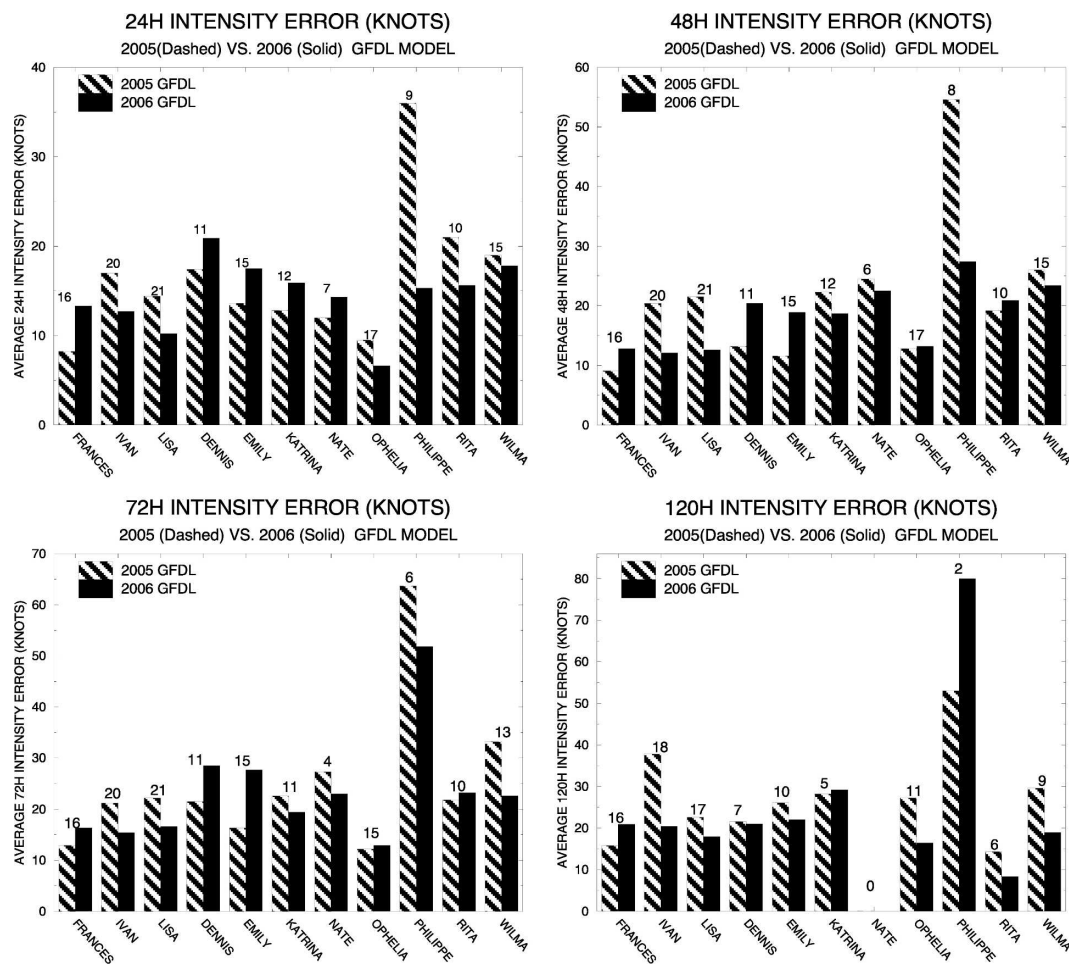 24H INTENSITY ERROR (KNOTS)
2005(Dashed) VS. 2006 (Solid) GFDL MODEL
2005 GFDL
2006 GFDL
AVERAGE 24H INTENSITY ERROR (KNOTS)
40
30
20
10
0
16
20
21
11
15
12
7
17
9
10
15
FRANCES
IVAN
LISA
DENNIS
EMILY
KATRINA
NATE
OPHELIA
PHILIPPE
RITA
WILMA
48H INTENSITY ERROR (KNOTS)
2005(Dashed) VS. 2006 (Solid) GFDL MODEL
2005 GFDL
2006 GFDL
AVERAGE 48H INTENSITY ERROR (KNOTS)
60
50
40
30
20
10
0
16
20
21
11
15
12
6
17
8
10
15
FRANCES
IVAN
LISA
DENNIS
EMILY
KATRINA
NATE
OPHELIA
PHILIPPE
RITA
WILMA
72H INTENSITY ERROR (KNOTS)
2005 (Dashed) VS. 2006 (Solid) GFDL MODEL
2005 GFDL
2006 GFDL
AVERAGE 72H INTENSITY ERROR (KNOTS)
70
60
50
40
30
20
10
0
16
20
21
11
15
11
4
15
6
10
13
FRANCES
IVAN
LISA
DENNIS
EMILY
KATRINA
NATE
OPHELIA
PHILIPPE
RITA
WILMA
120H INTENSITY ERROR (KNOTS)
2005(Dashed) VS. 2006 (Solid) GFDL MODEL
2005 GFDL
2006 GFDL
AVERAGE 120H INTENSITY ERROR (KNOTS)
80
70
60
50
40
30
20
10
0
16
18
17
7
10
5
0
11
2
6
9
FRANCES
IVAN
LISA
DENNIS
EMILY
KATRINA
NATE
OPHELIA
PHILIPPE
RITA
WILMA